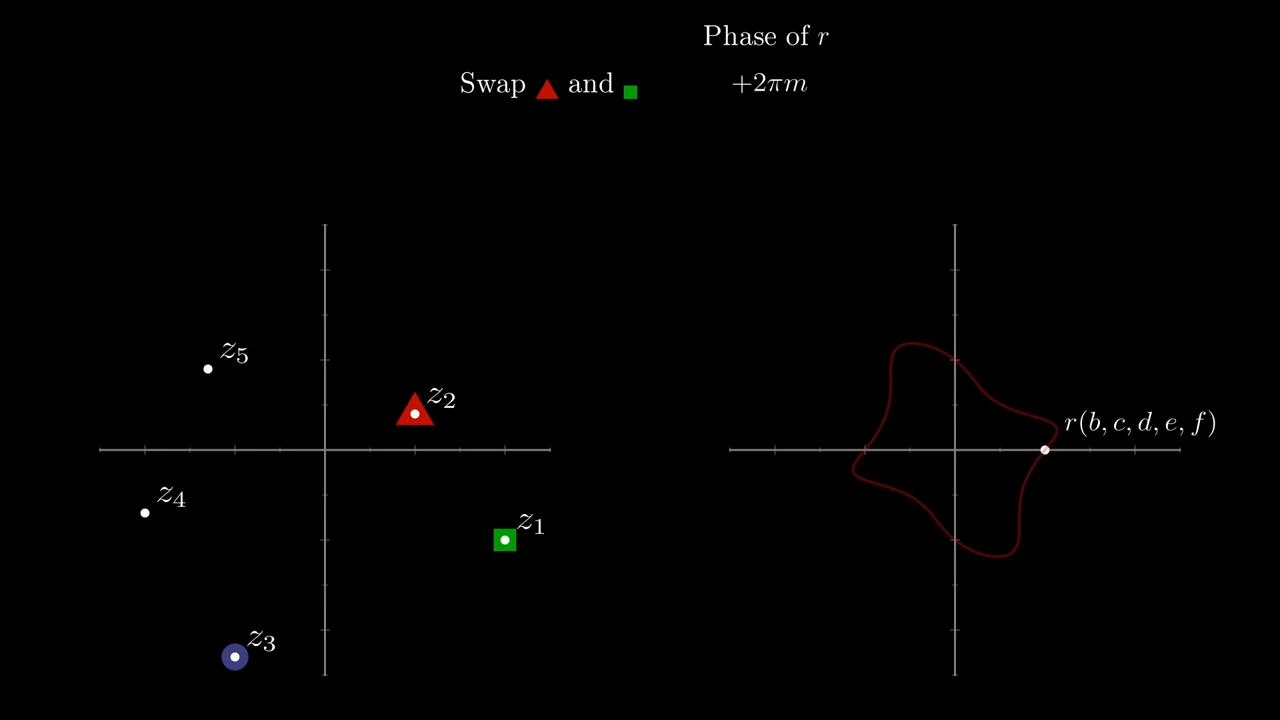 Phase of r
Swap and +2πm
z₅
z₂
r(b, c, d, e, f)
z₄
z₁
z₃